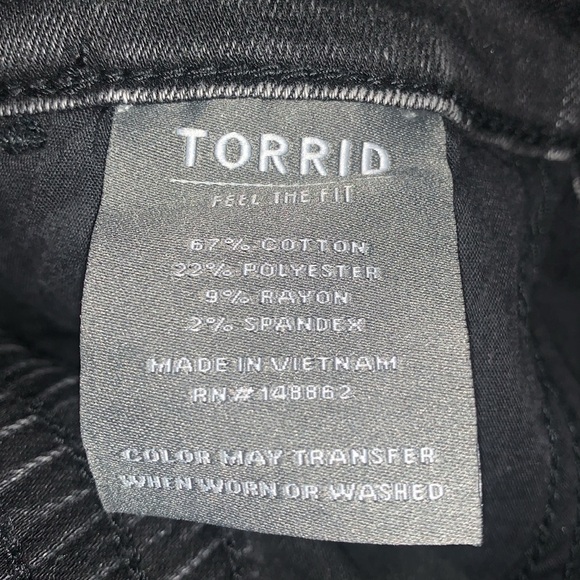 TORRID
FEEL THE FIT
67% COTTON
22% POLYESTER
9% RAYON
2% SPANDEX
MADE IN VIETNAM
RN# 148862
COLOR MAY TRANSFER
WHEN WORN OR WASHED